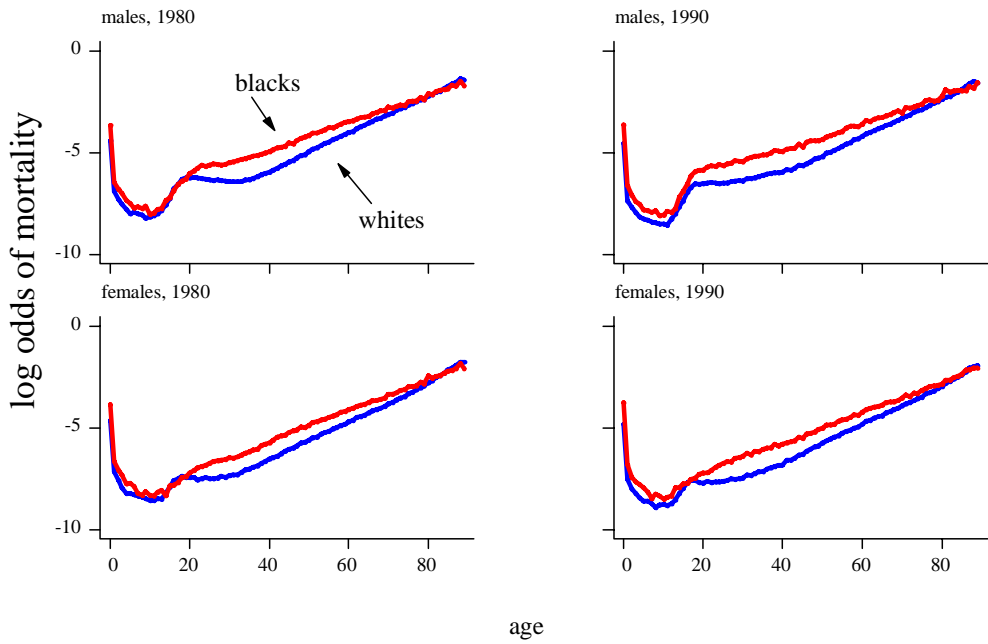 males, 1980
males, 1990
0
-5
-10
blacks
whites
log odds of mortality
females, 1980
females, 1990
0
-5
-10
0 20 40 60 80
0 20 40 60 80
age